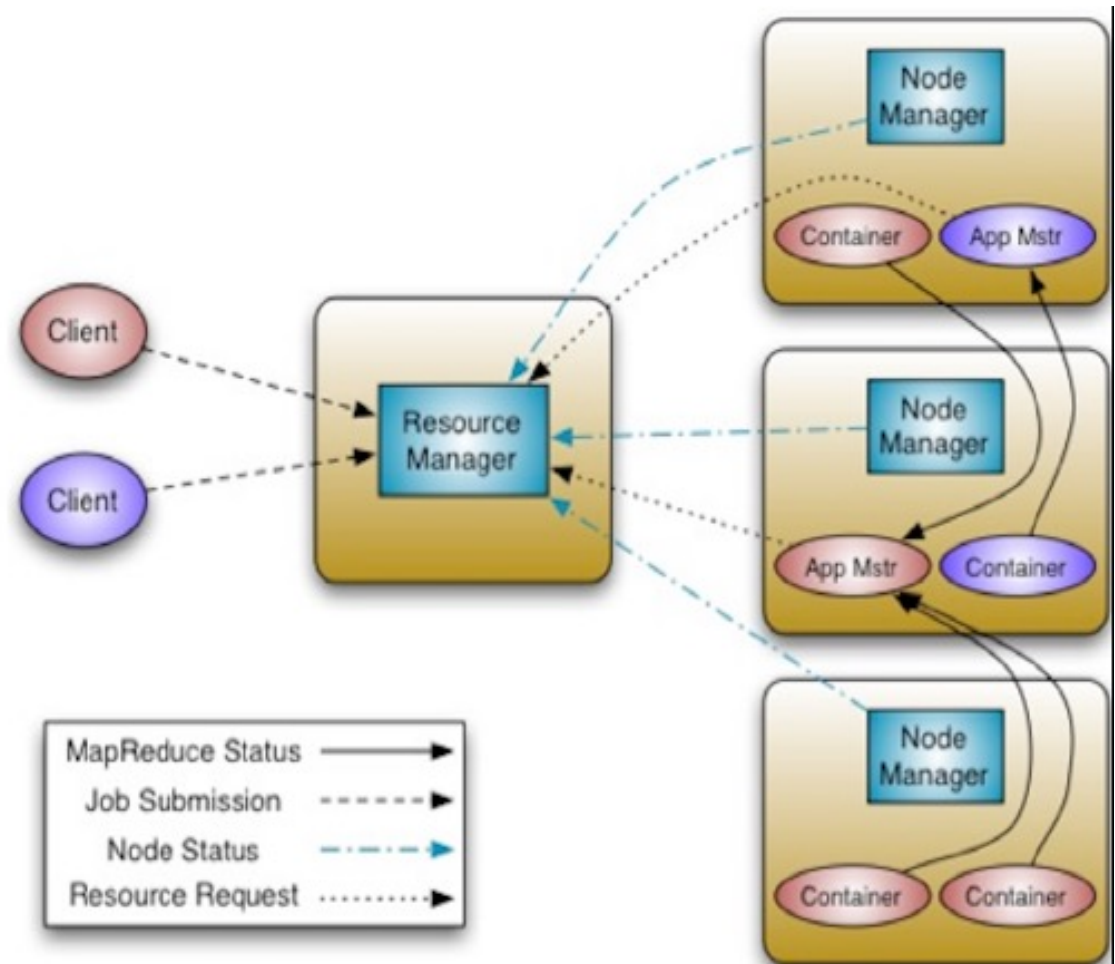 Node
Manager
Container
App Mstr
Client
Resource
Manager
Client
Node
Manager
App Mstr
Container
Node
Manager
Container
Container
MapReduce Status
Job Submission
Node Status
Resource Request